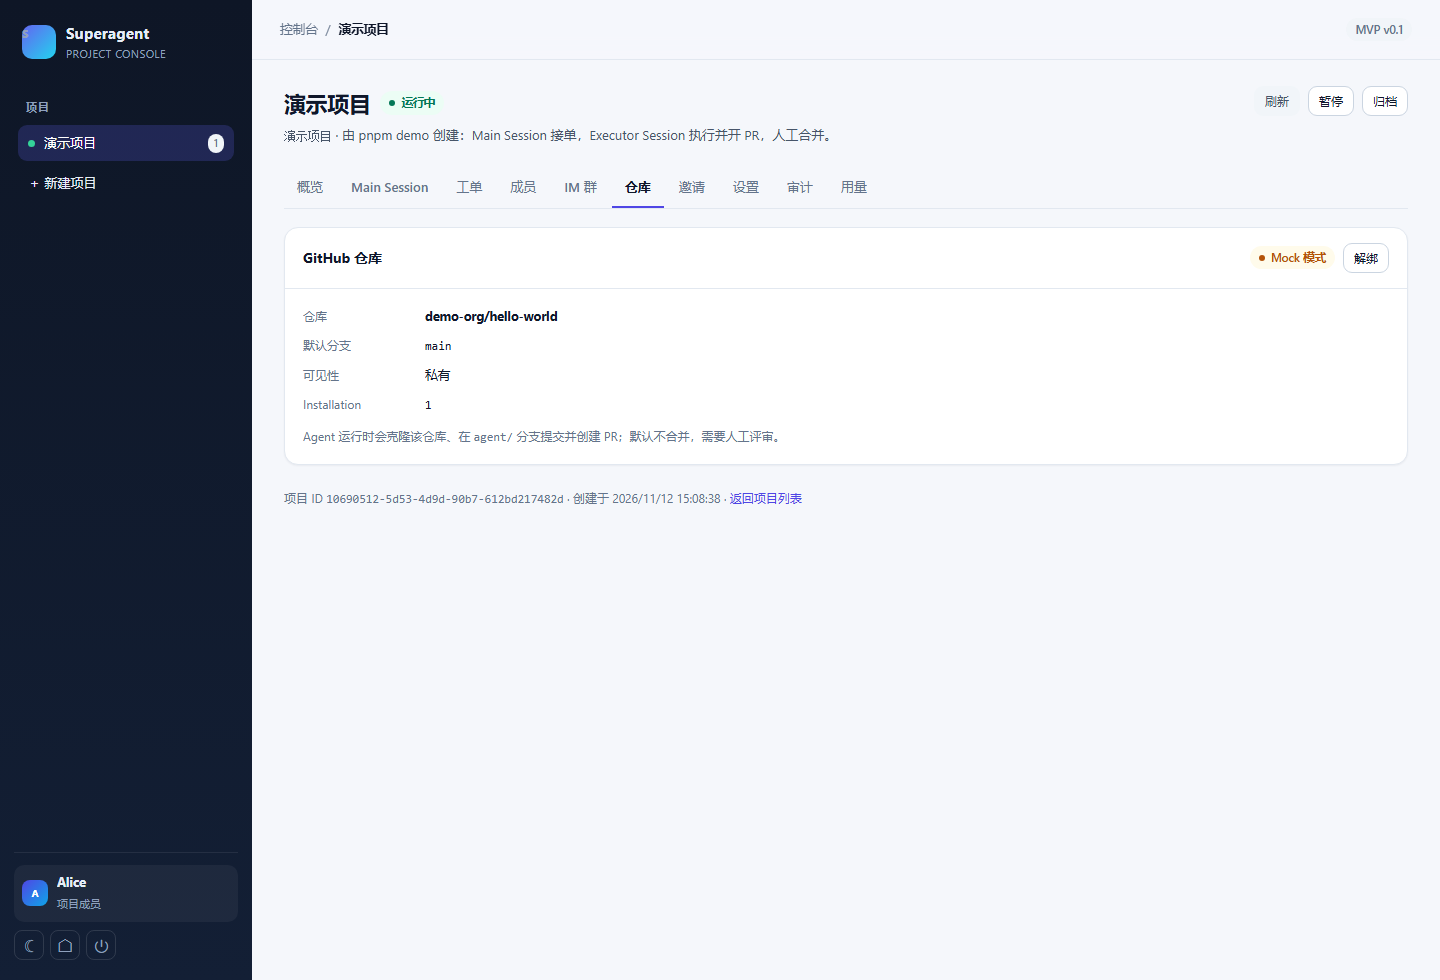 S
Superagent
PROJECT CONSOLE
项目
演示项目 1
+ 新建项目
Alice
A
项目成员
控制台 / 演示项目
MVP v0.1
演示项目 运行中
刷新 暂停 归档
演示项目 · 由 pnpm demo 创建：Main Session 接单，Executor Session 执行并开 PR，人工合并。
概览 Main Session 工单 成员 IM 群 仓库 邀请 设置 审计 用量
GitHub 仓库 Mock 模式 解绑
仓库 demo-org/hello-world
默认分支 main
可见性 私有
Installation 1
Agent 运行时会克隆该仓库、在 agent/ 分支提交并创建 PR；默认不合并，需要人工评审。
项目 ID 10690512-5d53-4d9d-90b7-612bd217482d · 创建于 2026/11/12 15:08:38 · 返回项目列表